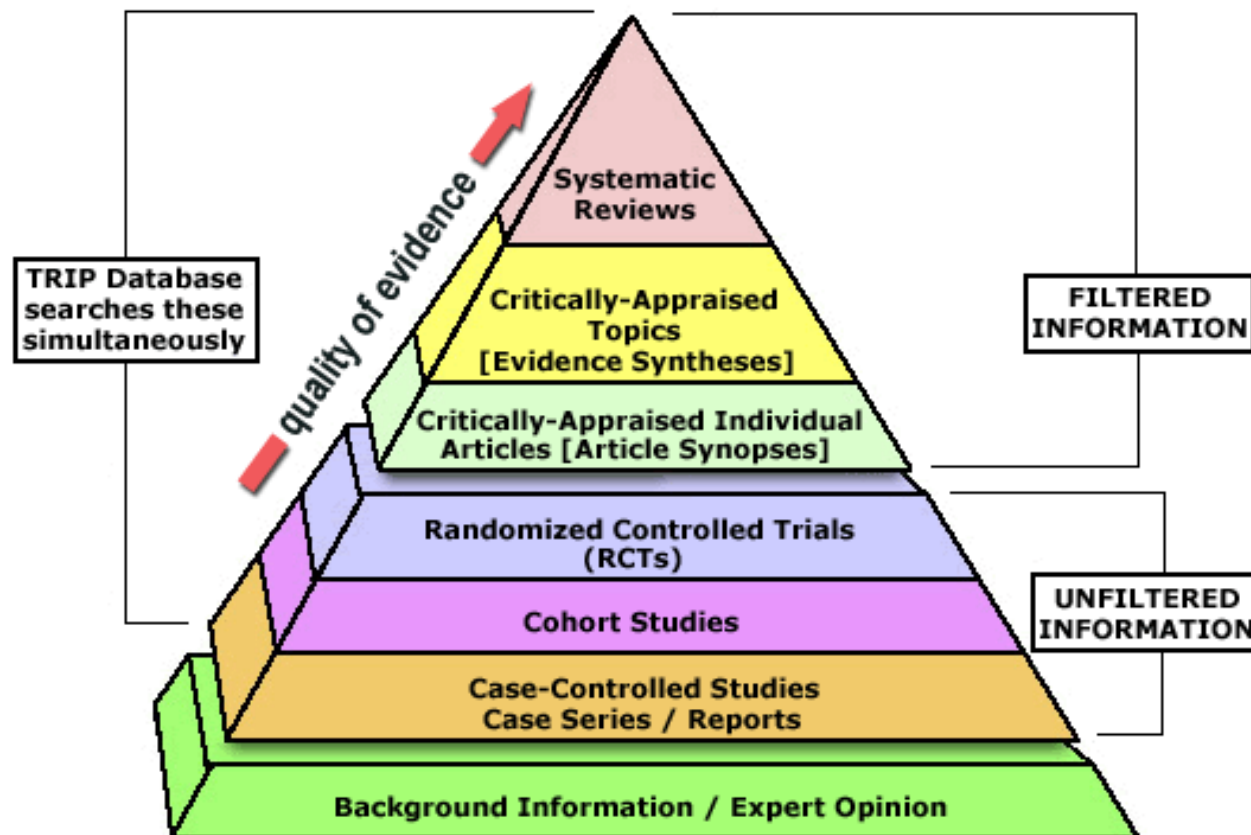 Systematic
Reviews
quality of evidence
TRIP Database
searches these
simultaneously
Critically-Appraised
Topics
[Evidence Syntheses]
FILTERED
INFORMATION
Critically-Appraised Individual
Articles [Article Synopses]
Randomized Controlled Trials
(RCTs)
UNFILTERED
INFORMATION
Cohort Studies
Case-Controlled Studies
Case Series / Reports
Background Information / Expert Opinion